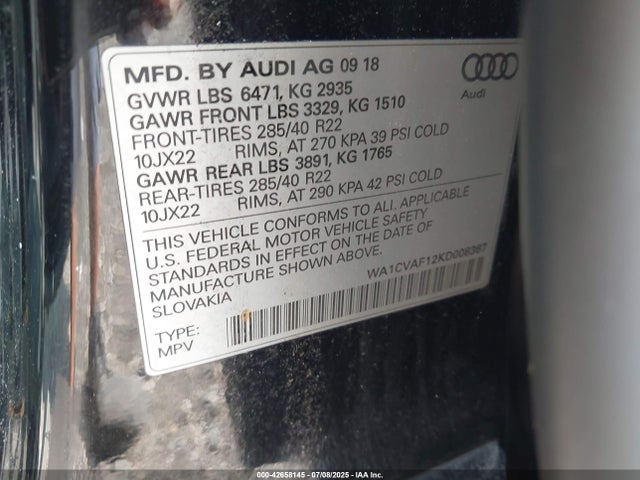 MFD. BY AUDI AG 09 18
Audi
GVWR LBS 6471, KG 2935
GAWR FRONT LBS 3329, KG 1510
FRONT-TIRES 285/40 R22
10JX22 RIMS, AT 270 KPA 39 PSI COLD
GAWR REAR LBS 3891, KG 1765
REAR-TIRES 285/40 R22
10JX22 RIMS, AT 290 KPA 42 PSI COLD
THIS VEHICLE CONFORMS TO ALL APPLICABLE
U.S. FEDERAL MOTOR VEHICLE SAFETY
STANDARDS IN EFFECT ON THE DATE OF
MANUFACTURE SHOWN ABOVE.
SLOVAKIA
WA1CVAF12KD008387
TYPE:
MPV
000-42658145 - 07/08/2025 - IAA Inc.